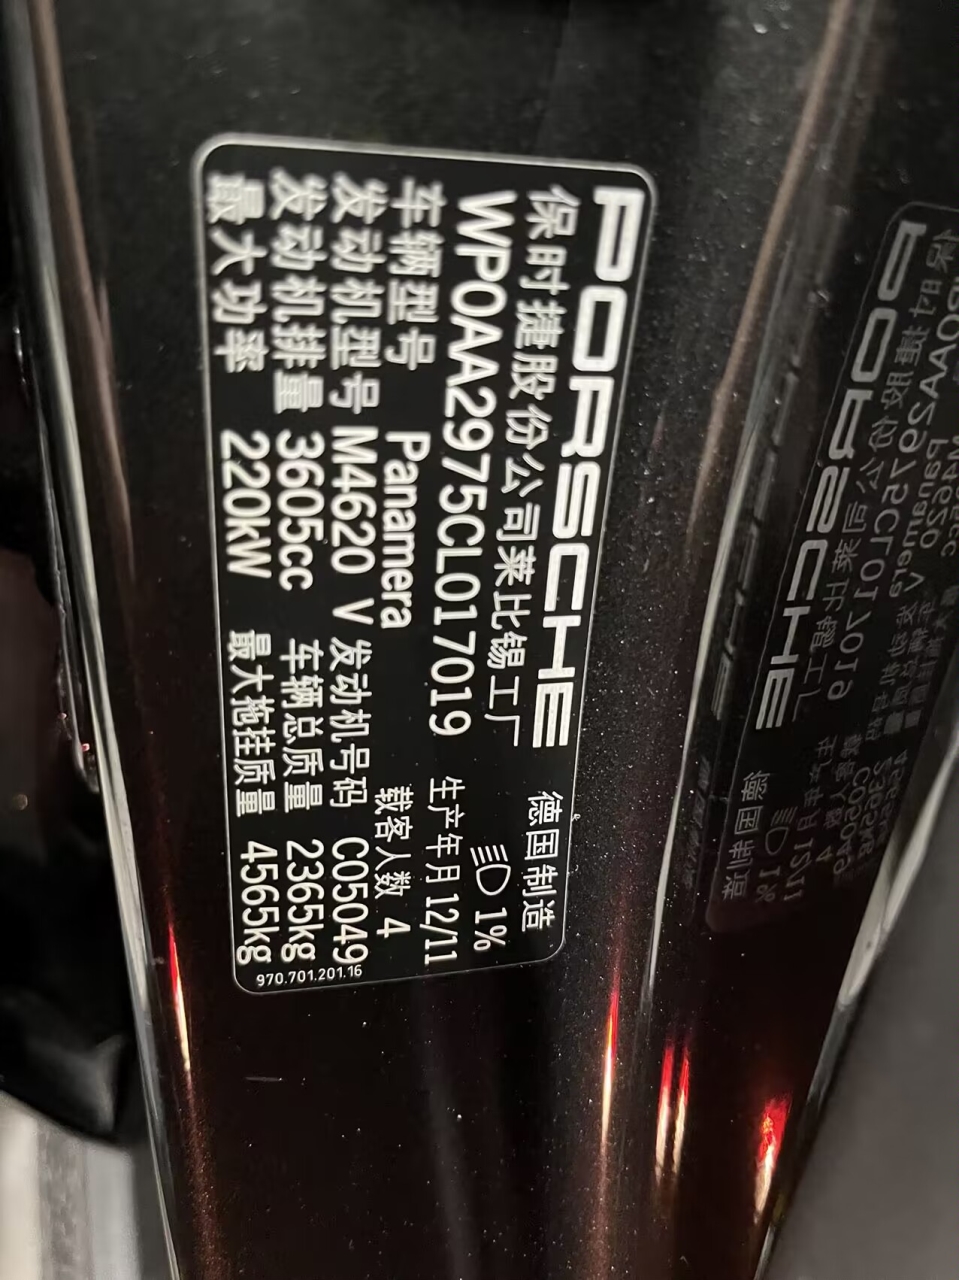 PORSCHE
保时捷股份公司莱比锡工厂 德国制造
WP0AA2975CL017019 1%
车辆型号 Panamera 生产年月 12/11
载客人数 4
发动机型号 M4620 V 发动机号码 C05049
发动机排量 3605cc 车辆总质量 2365kg
最大功率 220kW 最大拖挂质量 4565kg
970.701.201.16